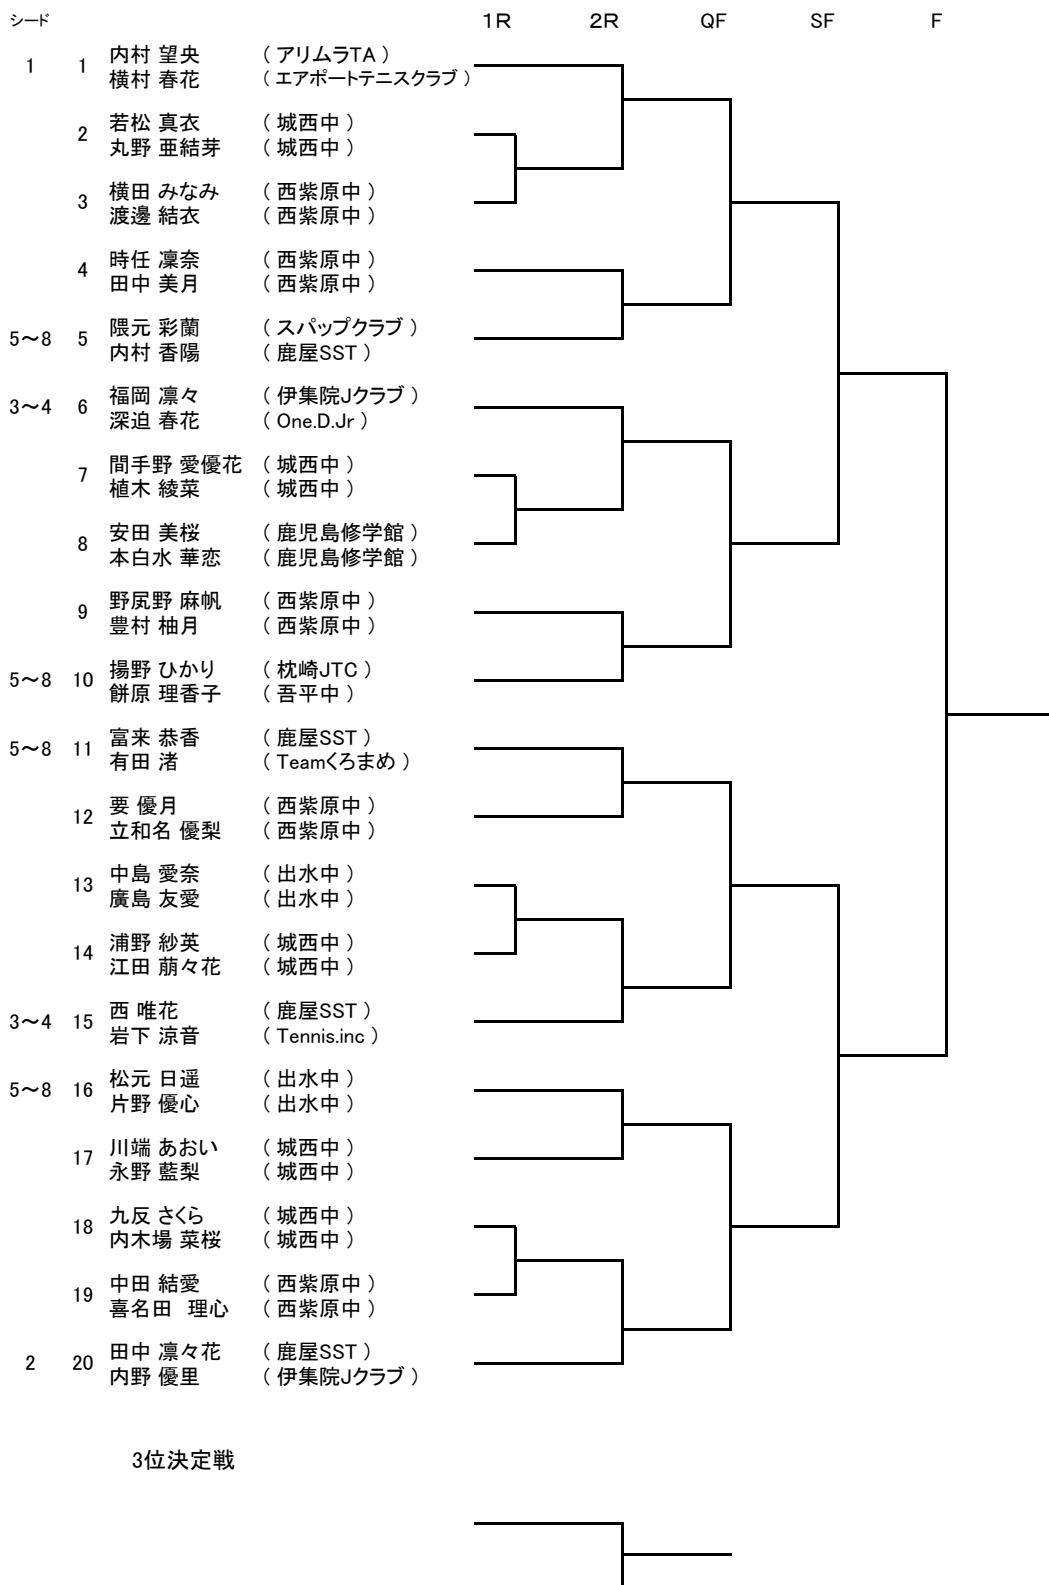 シード 1R 2R QF SF F
1 1 内村 望央 ( アリムラTA )
横村 春花 ( エアポートテニスクラブ )
2 若松 真衣 ( 城西中 )
丸野 亜結芽 ( 城西中 )
3 横田 みなみ ( 西紫原中 )
渡邊 結衣 ( 西紫原中 )
4 時任 凜奈 ( 西紫原中 )
田中 美月 ( 西紫原中 )
5～8 5 隈元 彩蘭 ( スパップクラブ )
内村 香陽 ( 鹿屋SST )
3～4 6 福岡 凛々 ( 伊集院Jクラブ )
深迫 春花 ( One.D.Jr )
7 間手野 愛優花 ( 城西中 )
植木 綾菜 ( 城西中 )
8 安田 美桜 ( 鹿児島修学館 )
本白水 華恋 ( 鹿児島修学館 )
9 野尻野 麻帆 ( 西紫原中 )
豊村 柚月 ( 西紫原中 )
5～8 10 揚野 ひかり ( 枕崎JTC )
餅原 理香子 ( 吾平中 )
5～8 11 富来 恭香 ( 鹿屋SST )
有田 渚 ( Teamくろまめ )
12 要 優月 ( 西紫原中 )
立和名 優梨 ( 西紫原中 )
13 中島 愛奈 ( 出水中 )
廣島 友愛 ( 出水中 )
14 浦野 紗英 ( 城西中 )
江田 萠々花 ( 城西中 )
3～4 15 西 唯花 ( 鹿屋SST )
岩下 涼音 ( Tennis.inc )
5～8 16 松元 日遥 ( 出水中 )
片野 優心 ( 出水中 )
17 川端 あおい ( 城西中 )
永野 藍梨 ( 城西中 )
18 九反 さくら ( 城西中 )
内木場 菜桜 ( 城西中 )
19 中田 結愛 ( 西紫原中 )
喜名田 理心 ( 西紫原中 )
2 20 田中 凛々花 ( 鹿屋SST )
内野 優里 ( 伊集院Jクラブ )
3位決定戦